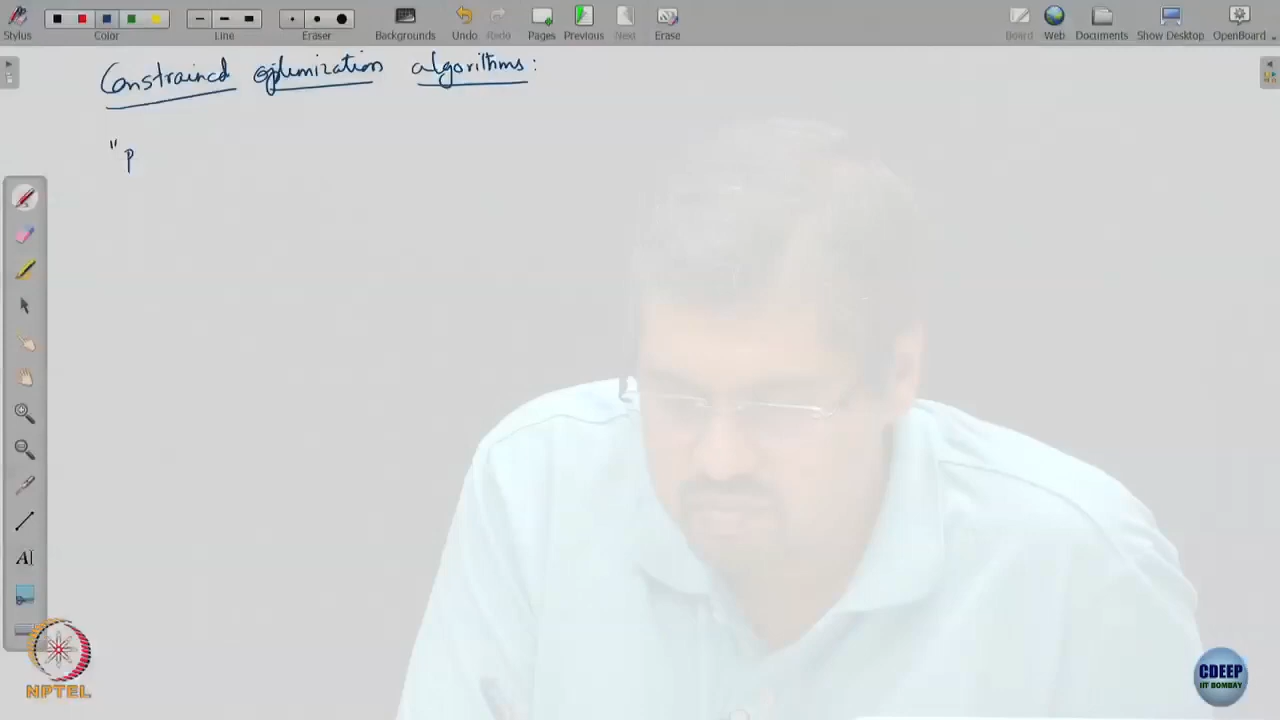 Stylus Color Line Eraser Backgrounds Undo Redo Pages Previous Next Erase Board Web Documents Show Desktop OpenBoard
Constrained optimization algorithms:
" p
AI
NPTEL
CDEEP
IIT BOMBAY